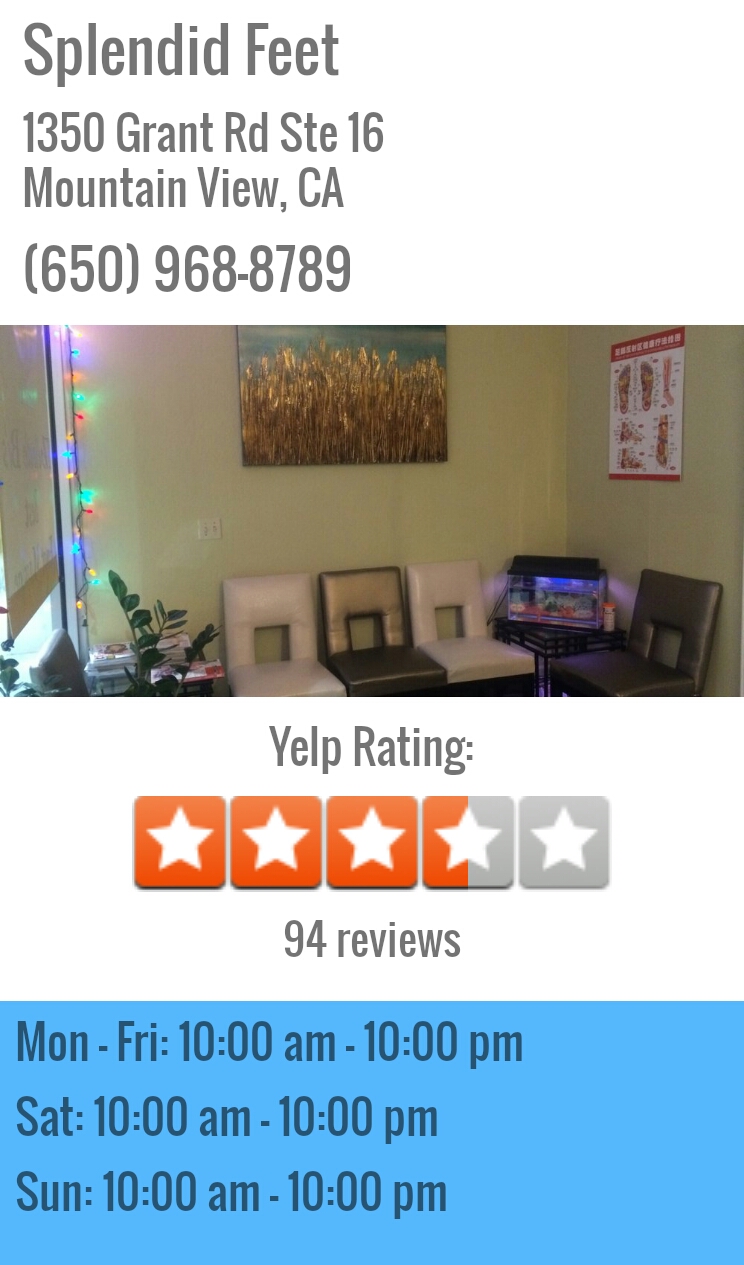 Splendid Feet
1350 Grant Rd Ste 16
Mountain View, CA
(650) 968-8789
Yelp Rating:
94 reviews
Mon - Fri: 10:00 am - 10:00 pm
Sat: 10:00 am - 10:00 pm
Sun: 10:00 am - 10:00 pm